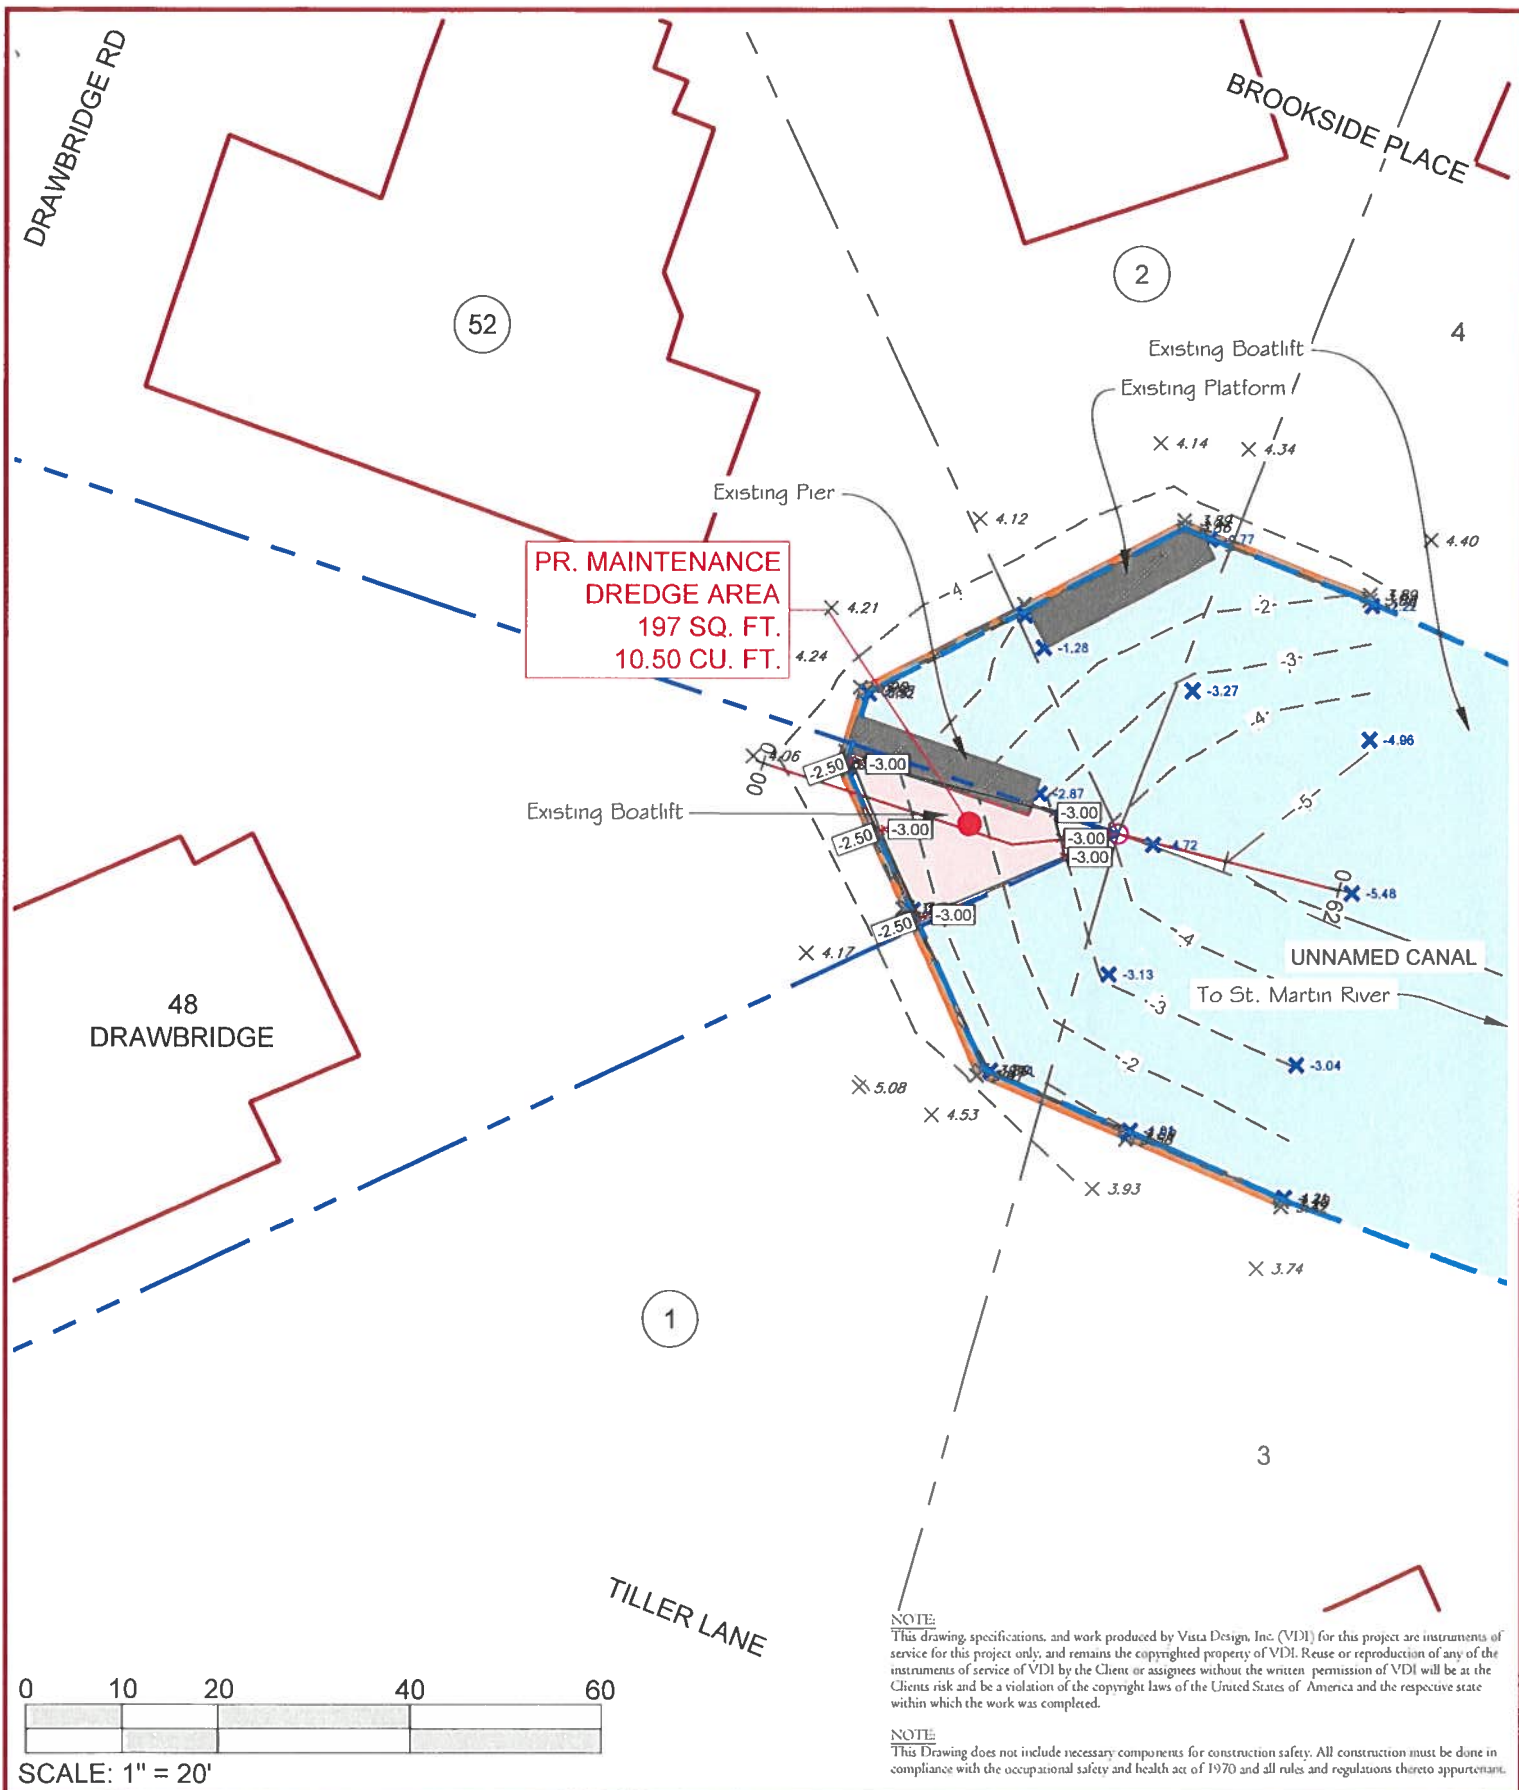 DRAWBRIDGE RD
BROOKSIDE PLACE
2
52
4
Existing Boatlift
Existing Platform
4.14
4.34
Existing Pier
4.12
4.40
PR. MAINTENANCE
DREDGE AREA
197 SQ. FT.
10.50 CU. FT.
4.21
4.24
-4
-2
-1.28
-3
-3.27
-4
-4.96
4.06
0+00
-2.50
-3.00
-2.87
-5
Existing Boatlift
-3.00
-2.50
-3.00
-3.00
-3.00
-4.72
-5.48
0+62
-2.50
-3.00
4.17
-4
UNNAMED CANAL
-3.13
To St. Martin River
-3
48
DRAWBRIDGE
-2
-3.04
5.08
4.53
3.93
3.74
1
3
TILLER LANE
NOTE:
This drawing, specifications, and work produced by Vista Design, Inc. (VDI) for this project are instruments of
service for this project only, and remains the copyrighted property of VDI. Reuse or reproduction of any of the
instruments of service of VDI by the Client or assignees without the written permission of VDI will be at the
Clients risk and be a violation of the copyright laws of the United States of America and the respective state
within which the work was completed.
NOTE:
This Drawing does not include necessary components for construction safety. All construction must be done in
compliance with the occupational safety and health act of 1970 and all rules and regulations thereto appurtenant.
0 10 20 40 60
SCALE: 1" = 20'